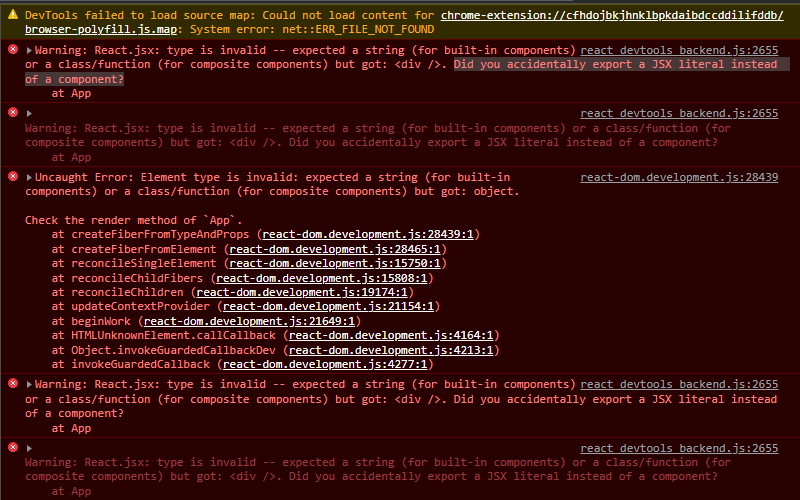 DevTools failed to load source map: Could not load content for chrome-extension://cfhdojbkjhnklbpkdaibdccddilifddb/
browser-polyfill.js.map: System error: net::ERR_FILE_NOT_FOUND
Warning: React.jsx: type is invalid -- expected a string (for built-in components) react_devtools_backend.js:2655
or a class/function (for composite components) but got: <div />. Did you accidentally export a JSX literal instead
of a component?
at App
react_devtools_backend.js:2655
Warning: React.jsx: type is invalid -- expected a string (for built-in components) or a class/function (for
composite components) but got: <div />. Did you accidentally export a JSX literal instead of a component?
at App
Uncaught Error: Element type is invalid: expected a string (for built-in react-dom.development.js:28439
components) or a class/function (for composite components) but got: object.
Check the render method of `App`.
at createFiberFromTypeAndProps (react-dom.development.js:28439:1)
at createFiberFromElement (react-dom.development.js:28465:1)
at reconcileSingleElement (react-dom.development.js:15750:1)
at reconcileChildFibers (react-dom.development.js:15808:1)
at reconcileChildren (react-dom.development.js:19174:1)
at updateContextProvider (react-dom.development.js:21154:1)
at beginWork (react-dom.development.js:21649:1)
at HTMLUnknownElement.callCallback (react-dom.development.js:4164:1)
at Object.invokeGuardedCallbackDev (react-dom.development.js:4213:1)
at invokeGuardedCallback (react-dom.development.js:4277:1)
Warning: React.jsx: type is invalid -- expected a string (for built-in components) react_devtools_backend.js:2655
or a class/function (for composite components) but got: <div />. Did you accidentally export a JSX literal instead
of a component?
at App
react_devtools_backend.js:2655
Warning: React.jsx: type is invalid -- expected a string (for built-in components) or a class/function (for
composite components) but got: <div />. Did you accidentally export a JSX literal instead of a component?
at App